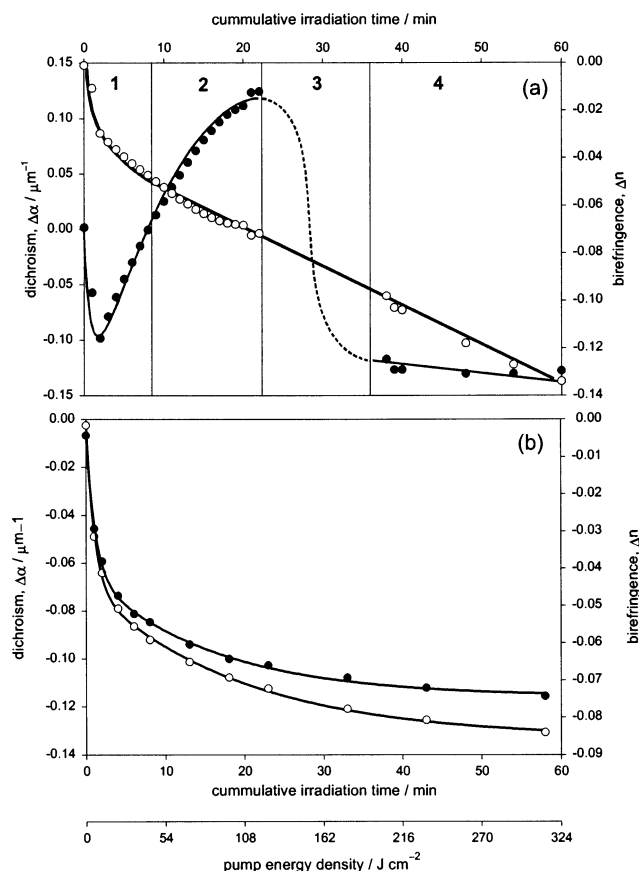 cummulative irradiation time / min
0 10 20 30 40 50 60
0.15 1 2 3 4 (a) 0.00
0.10 -0.02
0.05 -0.04
0.00 -0.06
-0.05 -0.08
-0.10 -0.10
-0.15 -0.12
-0.14
dichroism, Δα / μm⁻¹
birefringence, Δn
0.00 (b) 0.00
-0.02 -0.01
-0.04 -0.02
-0.06 -0.03
-0.08 -0.04
-0.10 -0.05
-0.12 -0.06
-0.14 -0.07
-0.08
-0.09
dichroism, Δα / μm–1
birefringence, Δn
0 10 20 30 40 50 60
cummulative irradiation time / min
0 54 108 162 216 270 324
pump energy density / J cm⁻²